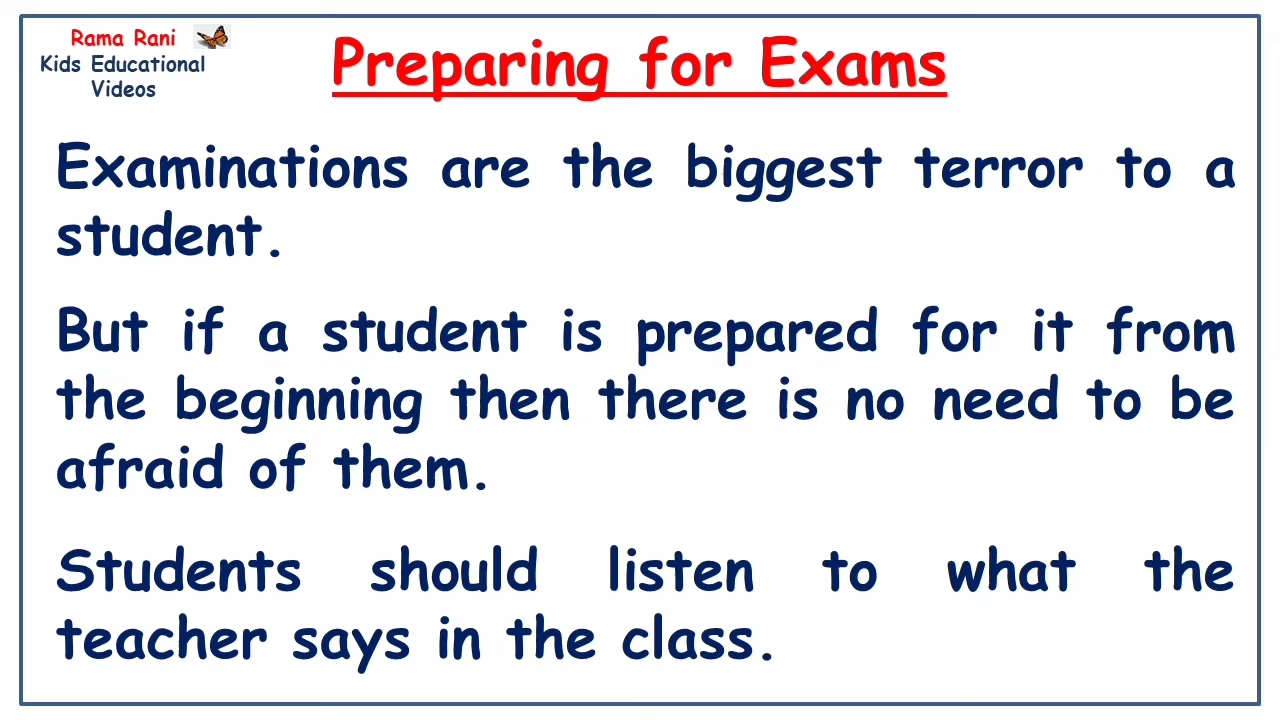 Rama Rani
Kids Educational
Videos
Preparing for Exams
Examinations are the biggest terror to a
student.
But if a student is prepared for it from
the beginning then there is no need to be
afraid of them.
Students should listen to what the
teacher says in the class.